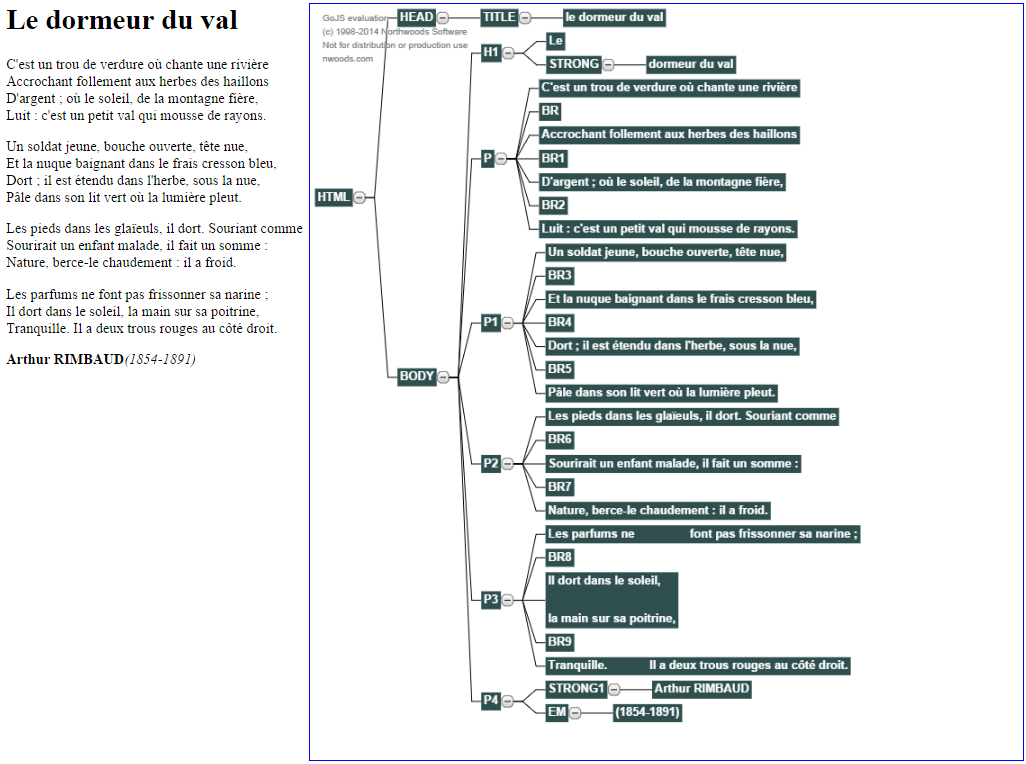 Le dormeur du val
C'est un trou de verdure où chante une rivière
Accrochant follement aux herbes des haillons
D'argent ; où le soleil, de la montagne fière,
Luit : c'est un petit val qui mousse de rayons.
Un soldat jeune, bouche ouverte, tête nue,
Et la nuque baignant dans le frais cresson bleu,
Dort ; il est étendu dans l'herbe, sous la nue,
Pâle dans son lit vert où la lumière pleut.
Les pieds dans les glaïeuls, il dort. Souriant comme
Sourirait un enfant malade, il fait un somme :
Nature, berce-le chaudement : il a froid.
Les parfums ne font pas frissonner sa narine ;
Il dort dans le soleil, la main sur sa poitrine,
Tranquille. Il a deux trous rouges au côté droit.
Arthur RIMBAUD(1854-1891)
GoJS evaluation
(c) 1998-2014 Northwoods Software
Not for distribution or production use
nwoods.com
HTML
HEAD
TITLE
le dormeur du val
BODY
H1
Le
STRONG
dormeur du val
P
C'est un trou de verdure où chante une rivière
BR
Accrochant follement aux herbes des haillons
BR1
D'argent ; où le soleil, de la montagne fière,
BR2
Luit : c'est un petit val qui mousse de rayons.
P1
Un soldat jeune, bouche ouverte, tête nue,
BR3
Et la nuque baignant dans le frais cresson bleu,
BR4
Dort ; il est étendu dans l'herbe, sous la nue,
BR5
Pâle dans son lit vert où la lumière pleut.
P2
Les pieds dans les glaïeuls, il dort. Souriant comme
BR6
Sourirait un enfant malade, il fait un somme :
BR7
Nature, berce-le chaudement : il a froid.
P3
Les parfums ne font pas frissonner sa narine ;
BR8
Il dort dans le soleil,
la main sur sa poitrine,
BR9
Tranquille. Il a deux trous rouges au côté droit.
P4
STRONG1
Arthur RIMBAUD
EM
(1854-1891)